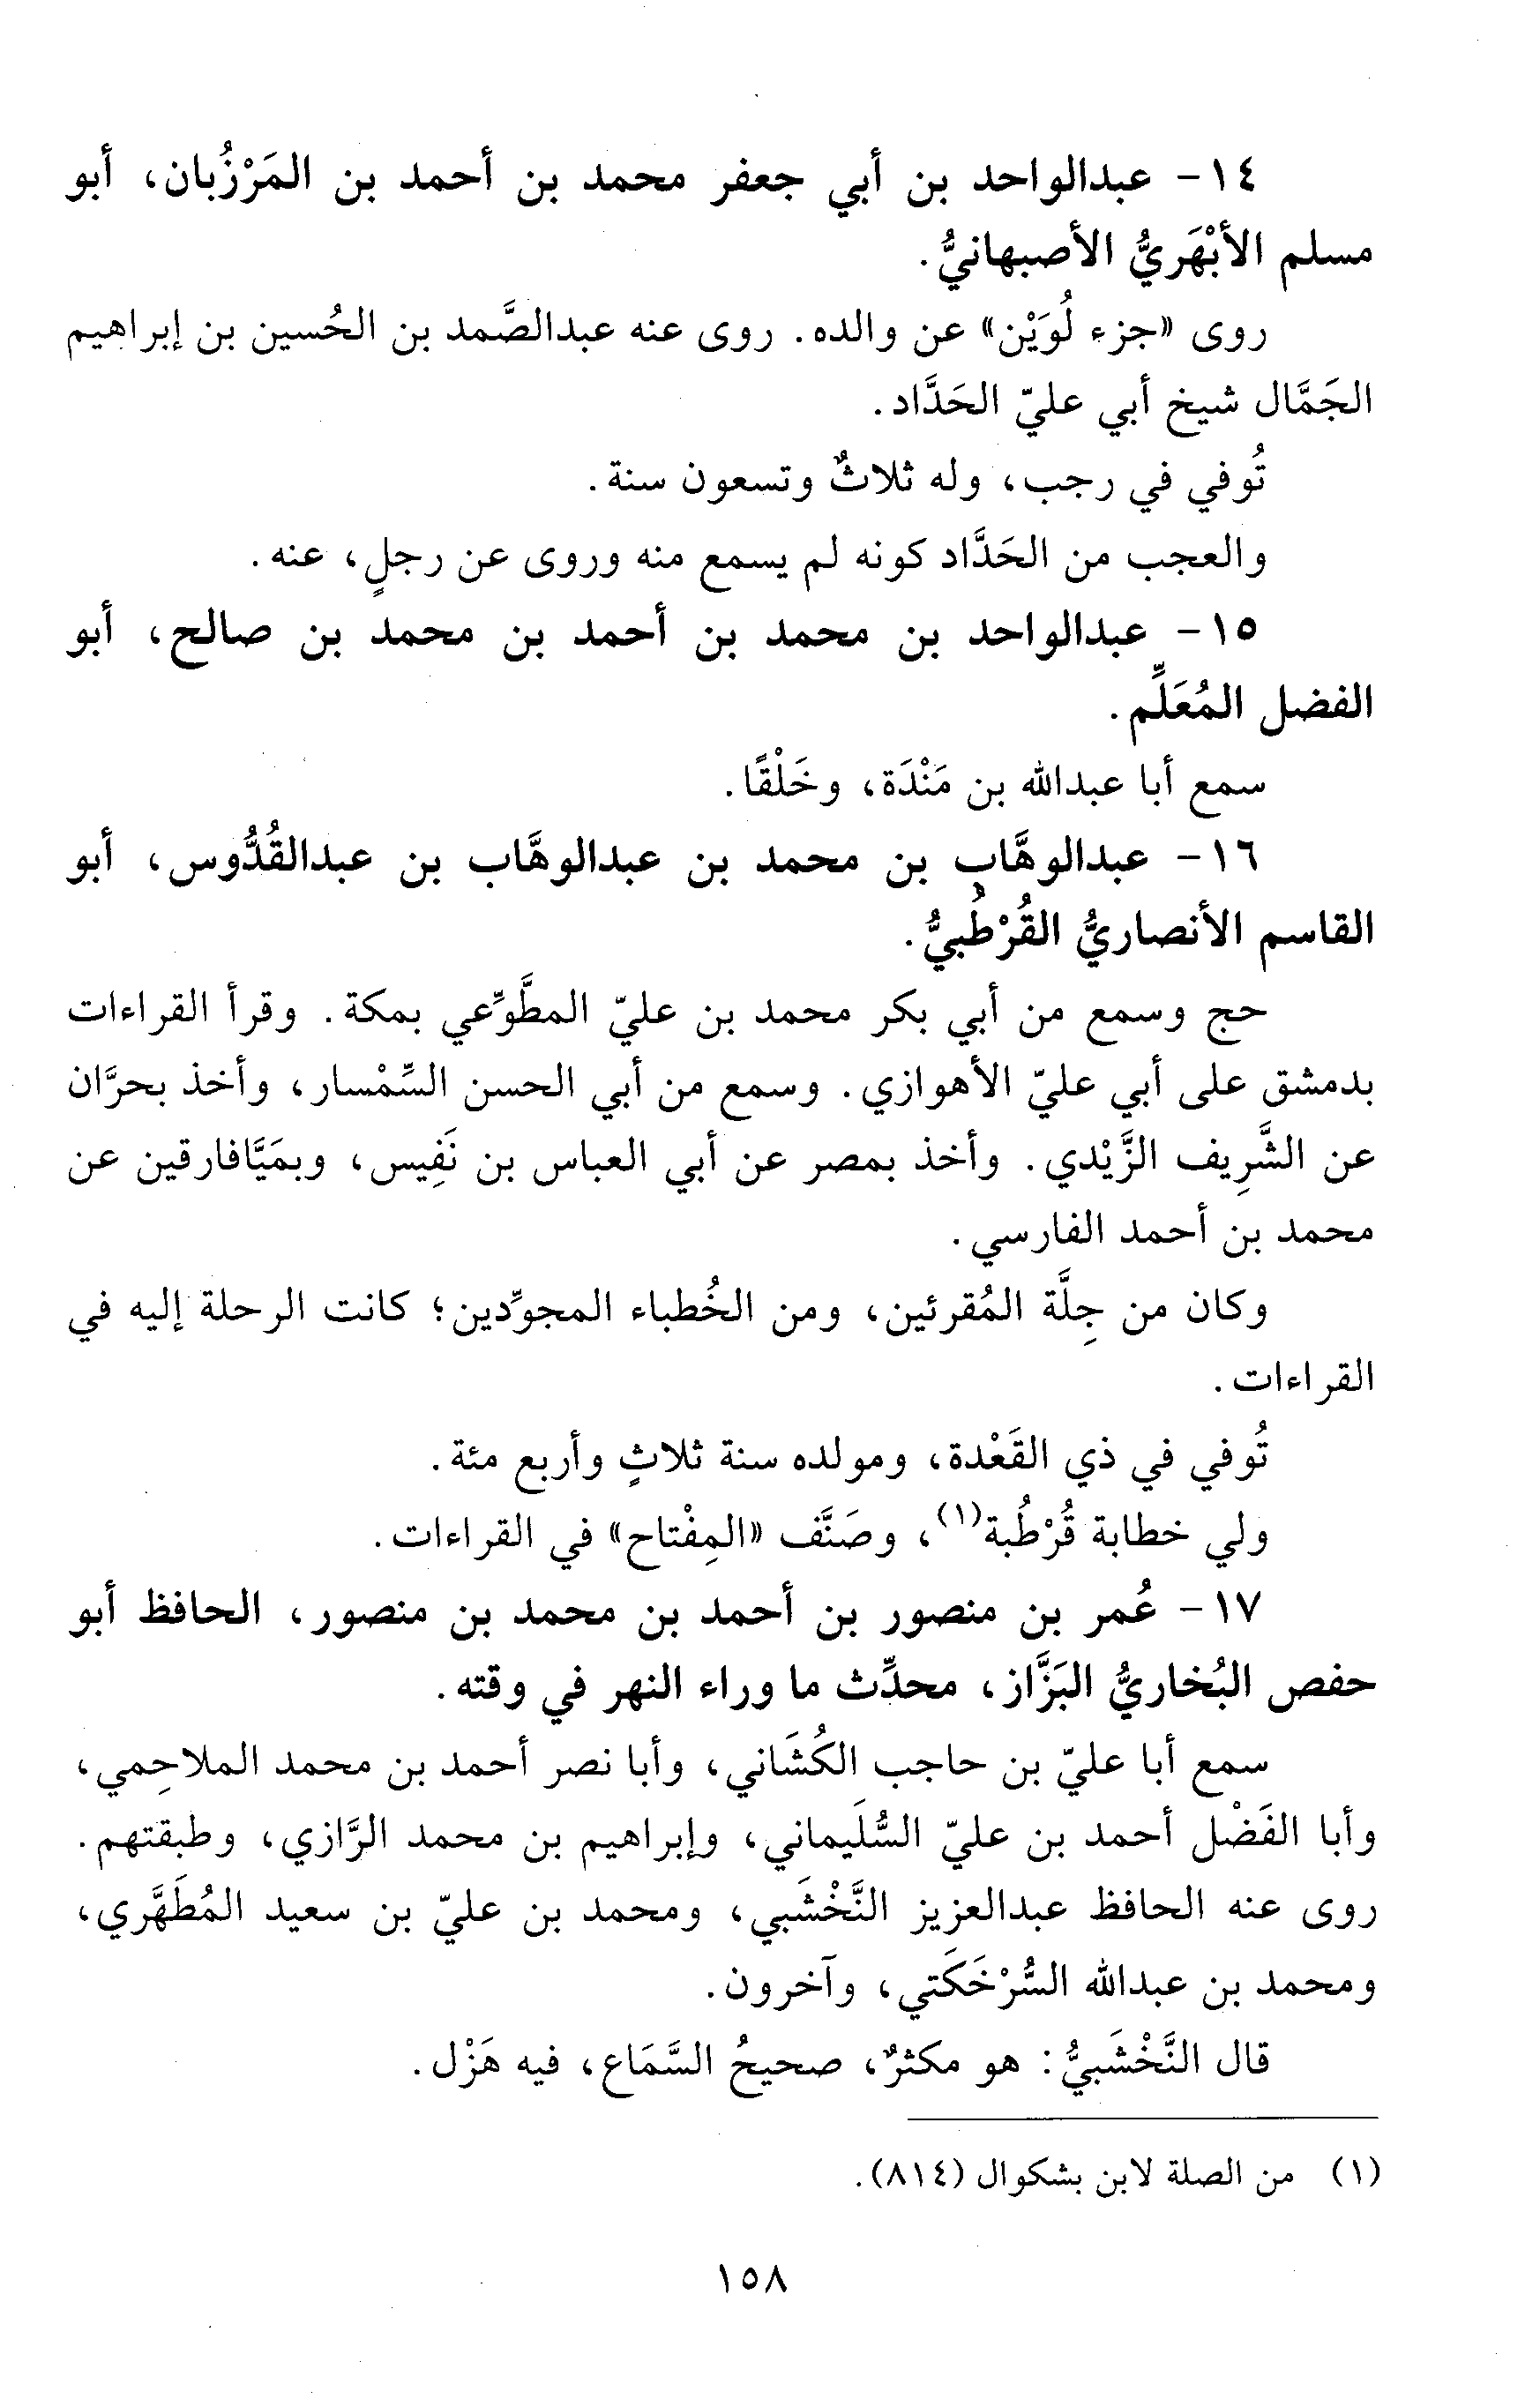 ١٤- عبدالواحد بن أبي جعفر محمد بن أحمد بن المَرْزُبان، أبو
مسلم الأبْهَريُّ الأصبهانيُّ.
روى «جزء لُوَيْن» عن والده. روى عنه عبدالصَّمد بن الحُسين بن إبراهيم
الجَمَّال شيخ أبي عليّ الحَدَّاد.
تُوفي في رجب، وله ثلاثٌ وتسعون سنة.
والعجب من الحَدَّاد كونه لم يسمع منه وروى عن رجلٍ، عنه.
١٥- عبدالواحد بن محمد بن أحمد بن محمد بن صالح، أبو
الفضل المُعَلِّم.
سمع أبا عبدالله بن مَنْدَة، وخَلْقًا.
١٦- عبدالوهَّاب بن محمد بن عبدالوهَّاب بن عبدالقُدُّوس، أبو
القاسم الأنصاريُّ القُرْطُبيُّ.
حج وسمع من أبي بكر محمد بن عليّ المطَّوِّعي بمكة. وقرأ القراءات
بدمشق على أبي عليّ الأهوازي. وسمع من أبي الحسن السِّمْسار، وأخذ بحرَّان
عن الشَّرِيف الزَّيْدي. وأخذ بمصر عن أبي العباس بن نَفِيس، وبمَيَّافارقين عن
محمد بن أحمد الفارسي.
وكان من جِلَّة المُقرئين، ومن الخُطباء المجوِّدين؛ كانت الرحلة إليه في
القراءات.
تُوفي في ذي القَعْدة، ومولده سنة ثلاثٍ وأربع مئة.
ولي خطابة قُرْطُبة(١)، وصَنَّف «المِفْتاح» في القراءات.
١٧- عُمر بن منصور بن أحمد بن محمد بن منصور، الحافظ أبو
حفص البُخاريُّ البَزَّاز، محدِّث ما وراء النهر في وقته.
سمع أبا عليّ بن حاجب الكُشَاني، وأبا نصر أحمد بن محمد الملاحِمي،
وأبا الفَضْل أحمد بن عليّ السُّلَيماني، وإبراهيم بن محمد الرَّازي، وطبقتهم.
روى عنه الحافظ عبدالعزيز النَّخْشَبي، ومحمد بن عليّ بن سعيد المُطَهَّري،
ومحمد بن عبدالله السُّرْخَكَتي، وآخرون.
قال النَّخْشَبيُّ: هو مكثرٌ، صحيحُ السَّمَاع، فيه هَزْل.
(١) من الصلة لابن بشكوال (٨١٤).
١٥٨